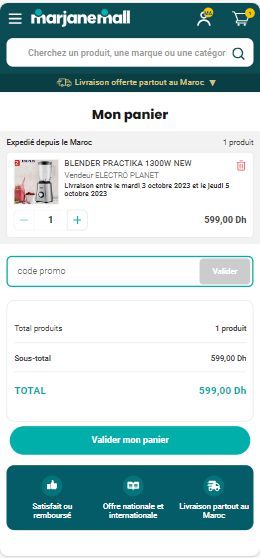 marjanemall
Cherchez un produit, une marque ou une catégor
Livraison offerte partout au Maroc ▼
Mon panier
Expedié depuis le Maroc 1 produit
BLENDER PRACTIKA 1300W NEW
Vendeur ELECTRO PLANET
Livraison entre le mardi 3 octobre 2023 et le jeudi 5
octobre 2023
− 1 + 599,00 Dh
code promo Valider
Total produits 1 produit
Sous-total 599,00 Dh
TOTAL 599,00 Dh
Valider mon panier
Satisfait ou
remboursé
Offre nationale et
internationale
Livraison partout au
Maroc